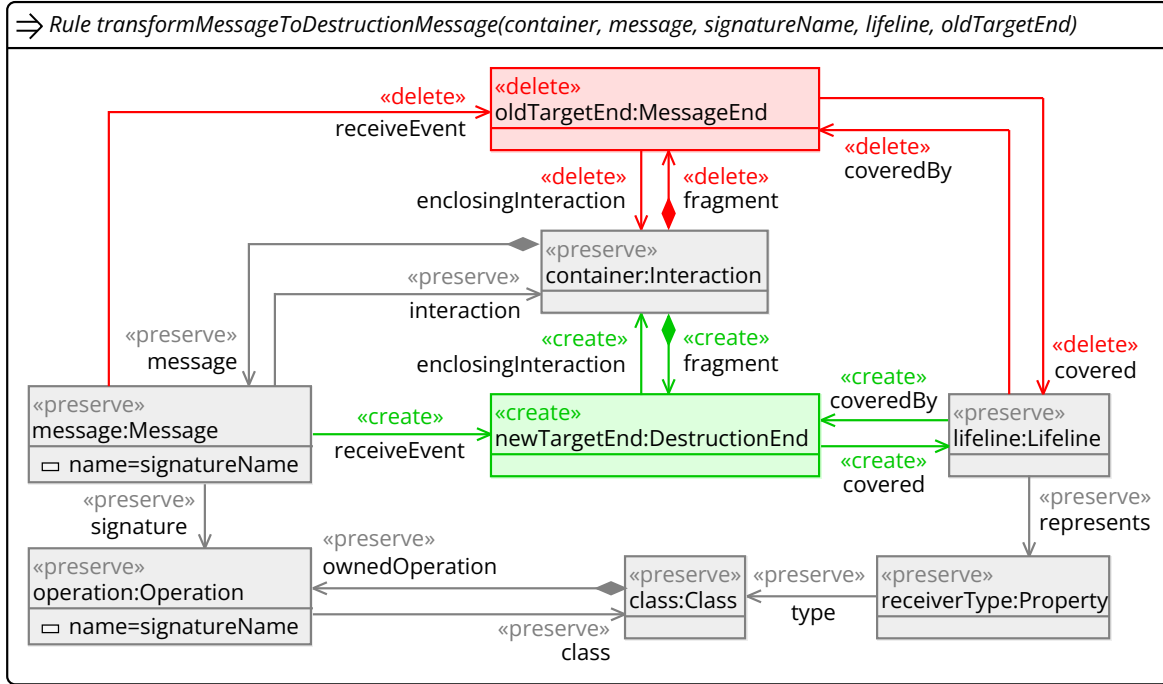 Rule transformMessageToDestructionMessage(container, message, signatureName, lifeline, oldTargetEnd)
«delete»
receiveEvent
«delete»
oldTargetEnd:MessageEnd
«delete»
coveredBy
«delete»
enclosingInteraction
«delete»
fragment
«preserve»
container:Interaction
«preserve»
interaction
«preserve»
message
«create»
enclosingInteraction
«create»
fragment
«delete»
covered
«preserve»
message:Message
name=signatureName
«create»
receiveEvent
«create»
newTargetEnd:DestructionEnd
«create»
coveredBy
«create»
covered
«preserve»
lifeline:Lifeline
«preserve»
signature
«preserve»
represents
«preserve»
operation:Operation
name=signatureName
«preserve»
ownedOperation
«preserve»
class
«preserve»
class:Class
«preserve»
type
«preserve»
receiverType:Property